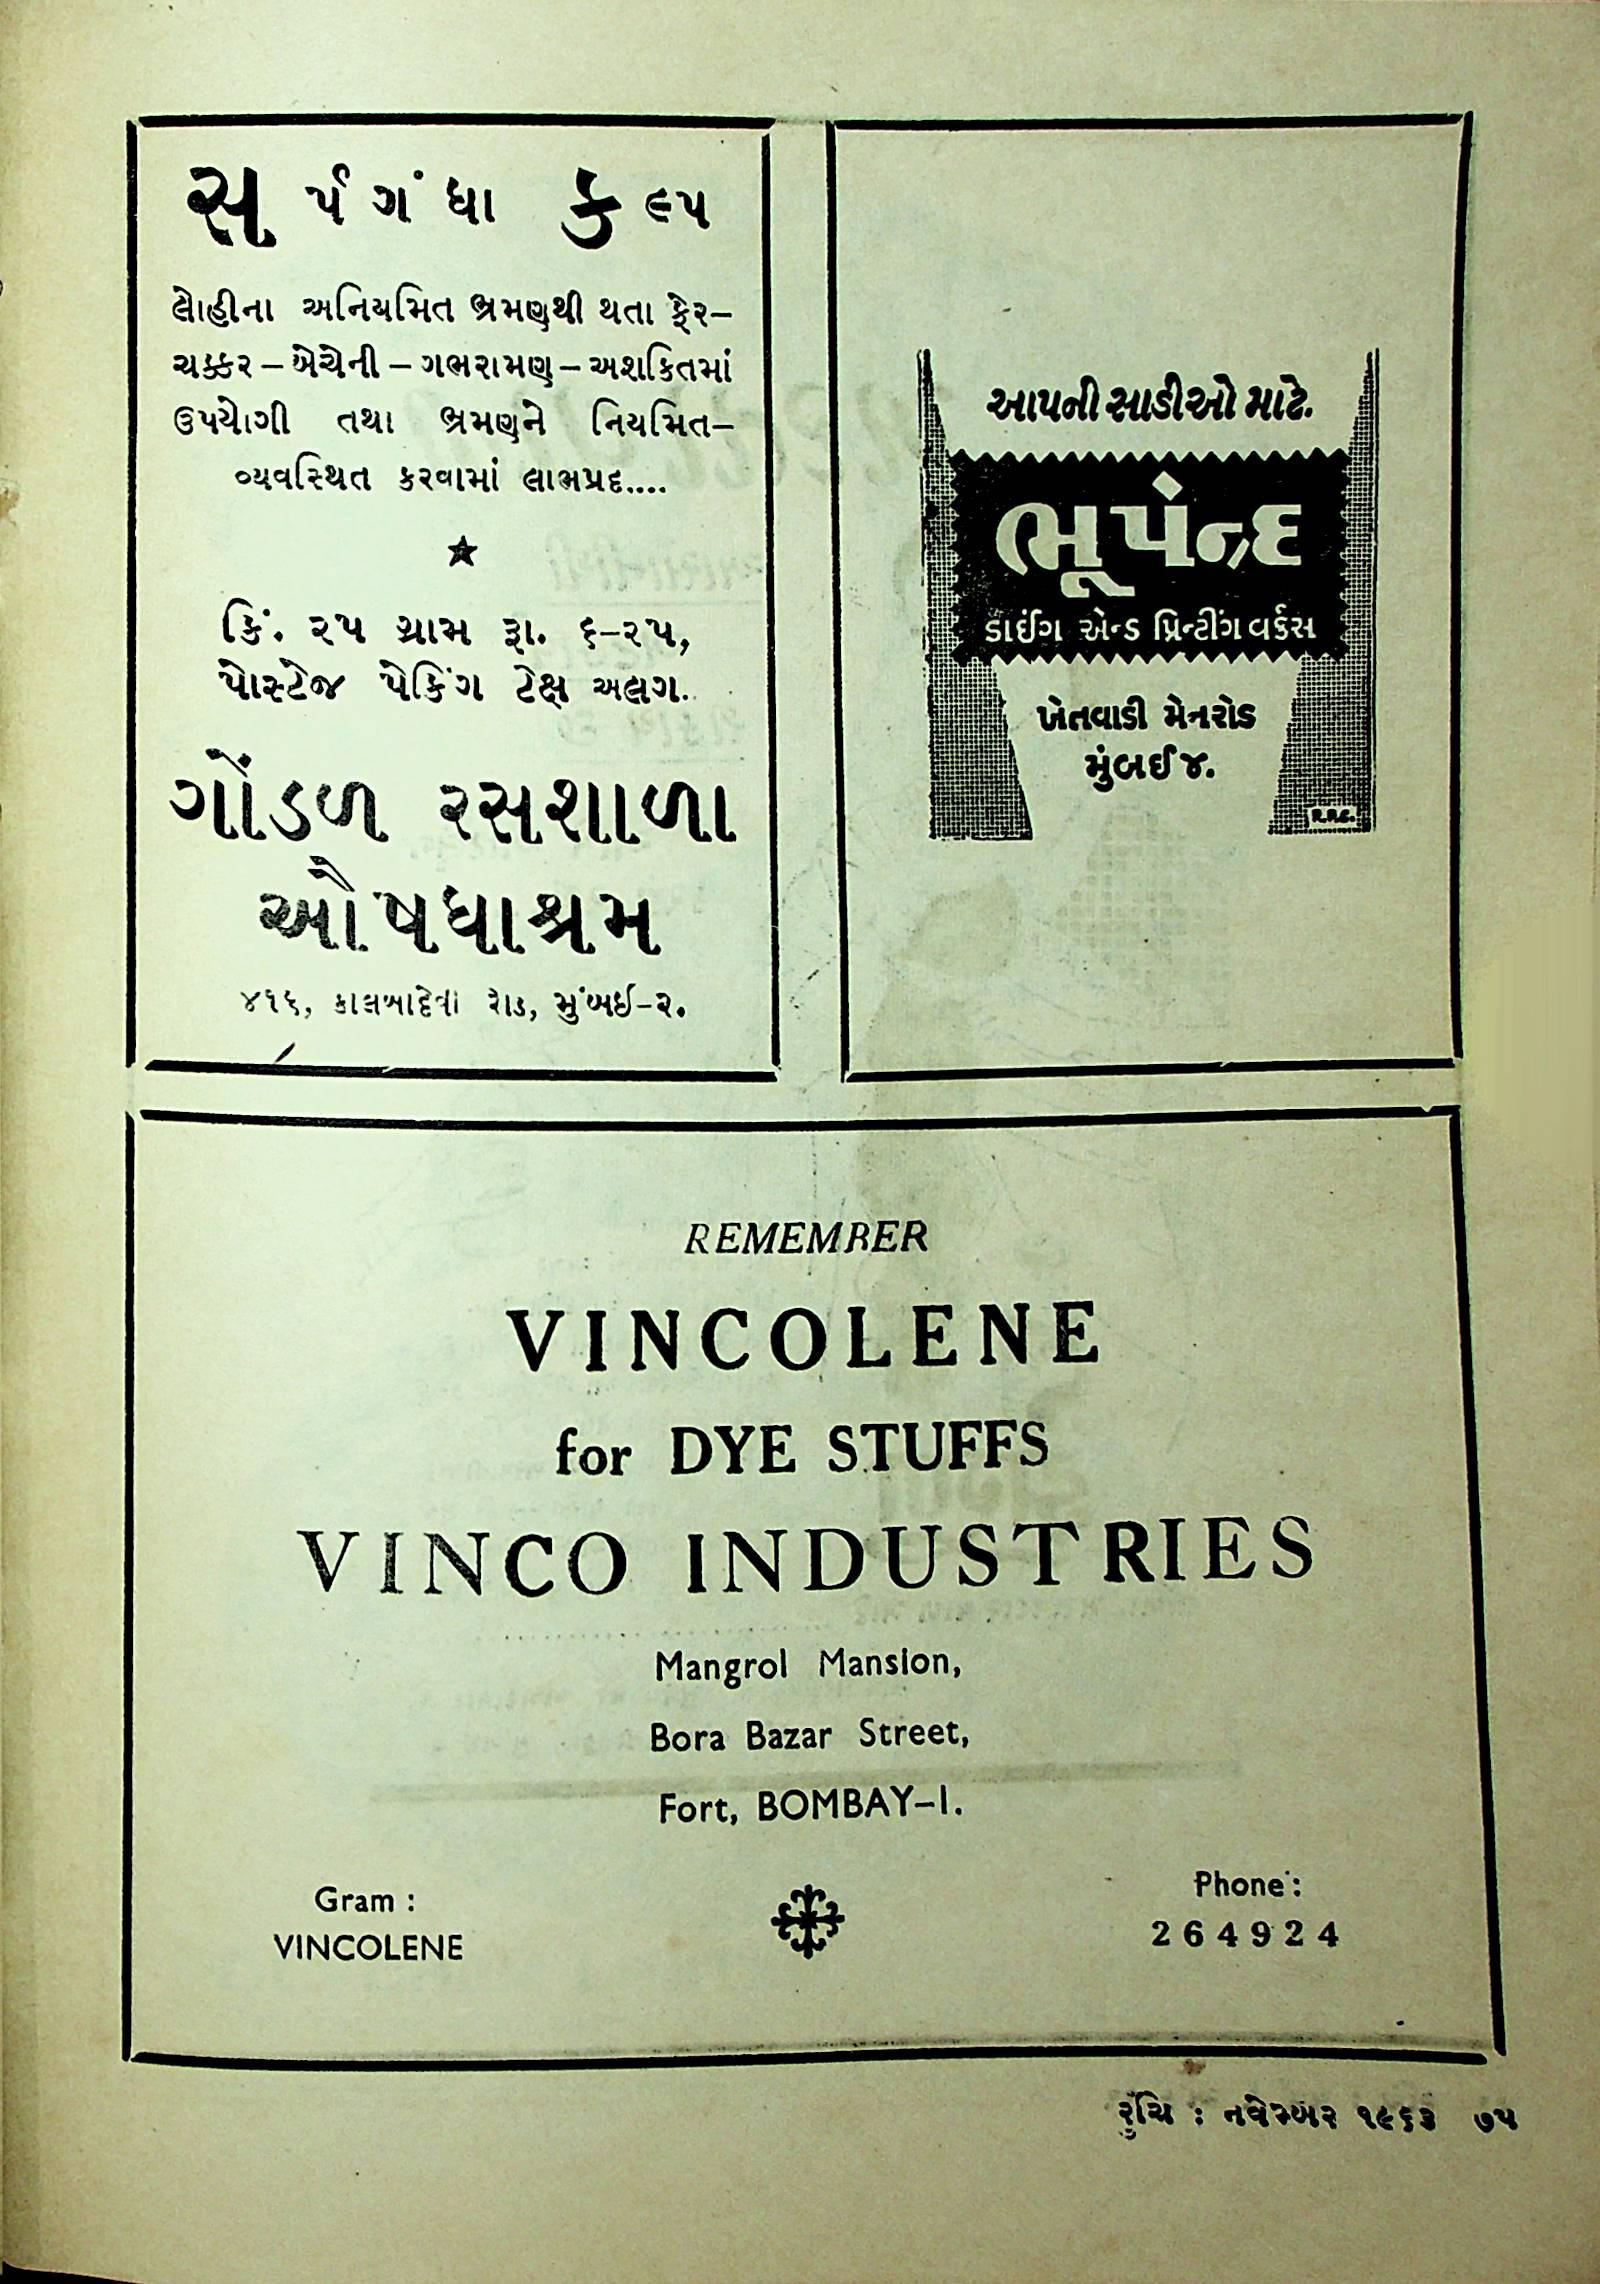 સર્પગંધા કલ્પ
લોહીના અનિયમિત ભ્રમણથી થતા ફેર–
ચક્કર – બેચેની – ગભરામણ – અશક્તિમાં
ઉપયોગી તથા ભ્રમણને નિયમિત–
વ્યવસ્થિત કરવામાં લાભપ્રદ....
કિં. ૨૫ ગ્રામ રૂા. ૬–૨૫,
પોસ્ટેજ પેકિંગ ટેક્ષ અલગ.
ગોંડળ રસશાળા
ઔષધાશ્રમ
૪૧૬, કાલબાદેવી રોડ, મુંબઈ–૨.
આપની સાડીઓ માટે.
ભૂપેન્દ્ર
ડાઈંગ એન્ડ પ્રિન્ટીંગ વર્કસ
ખેતવાડી મેનરોડ
મુંબઈ ૪.
REMEMBER
VINCOLENE
for DYE STUFFS
VINCO INDUSTRIES
Mangrol Mansion,
Bora Bazar Street,
Fort, BOMBAY–1.
Gram :
VINCOLENE
Phone :
264924
રુચિ : નવેમ્બર ૧૯૬૩ ૭૫